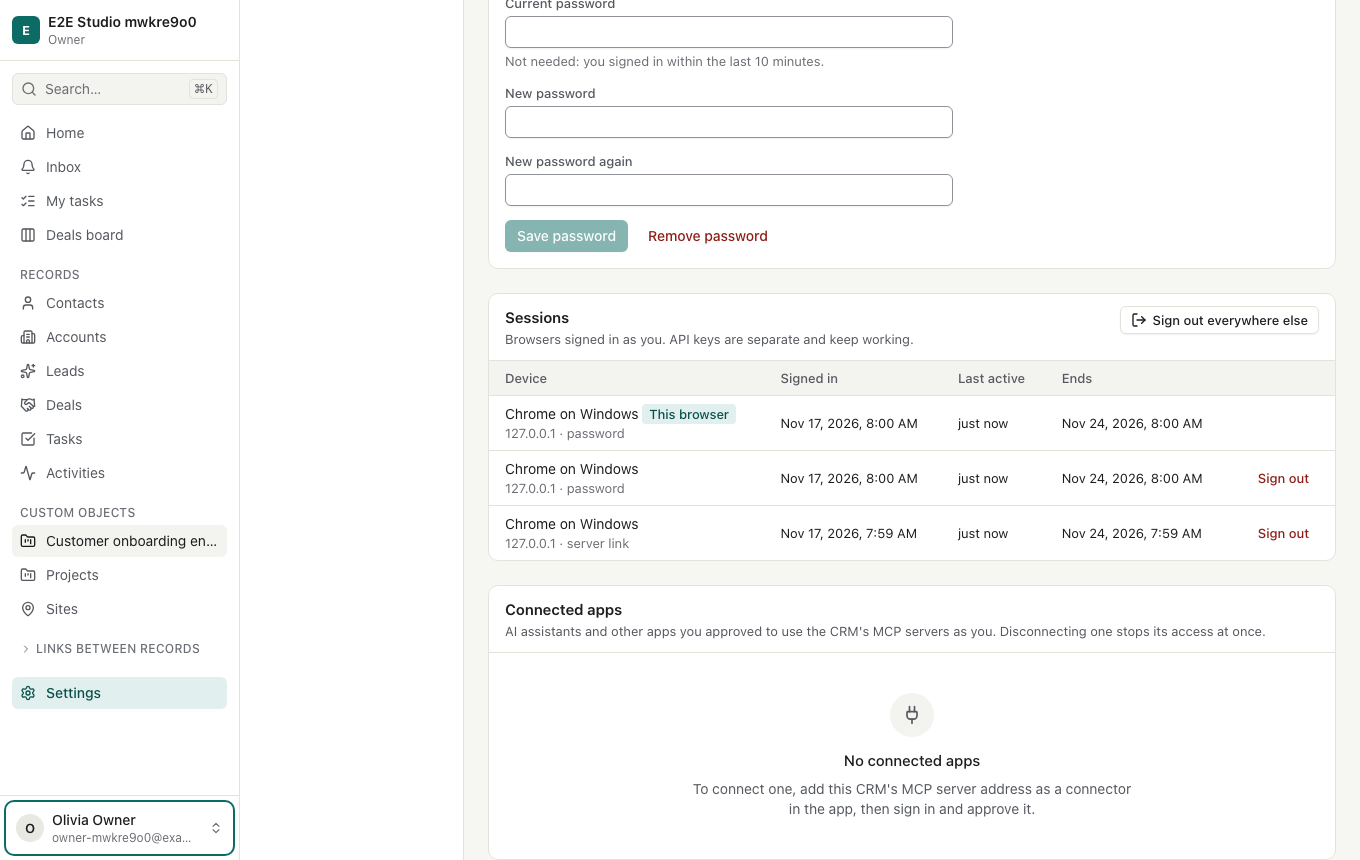 E
E2E Studio mwkre9o0
Owner
Search...
⌘K
Home
Inbox
My tasks
Deals board
RECORDS
Contacts
Accounts
Leads
Deals
Tasks
Activities
CUSTOM OBJECTS
Customer onboarding en...
Projects
Sites
LINKS BETWEEN RECORDS
Settings
O
Olivia Owner
owner-mwkre9o0@exa...
Current password
Not needed: you signed in within the last 10 minutes.
New password
New password again
Save password
Remove password
Sessions
Browsers signed in as you. API keys are separate and keep working.
Sign out everywhere else
Device Signed in Last active Ends
Chrome on Windows This browser
127.0.0.1 · password
Nov 17, 2026, 8:00 AM just now Nov 24, 2026, 8:00 AM
Chrome on Windows
127.0.0.1 · password
Nov 17, 2026, 8:00 AM just now Nov 24, 2026, 8:00 AM Sign out
Chrome on Windows
127.0.0.1 · server link
Nov 17, 2026, 7:59 AM just now Nov 24, 2026, 7:59 AM Sign out
Connected apps
AI assistants and other apps you approved to use the CRM's MCP servers as you. Disconnecting one stops its access at once.
No connected apps
To connect one, add this CRM's MCP server address as a connector
in the app, then sign in and approve it.